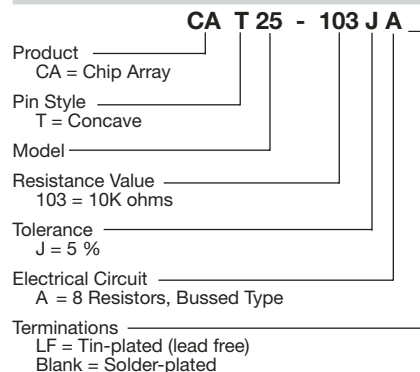 CA T 25 - 103 J A _
Product
CA = Chip Array
Pin Style
T = Concave
Model
Resistance Value
103 = 10K ohms
Tolerance
J = 5 %
Electrical Circuit
A = 8 Resistors, Bussed Type
Terminations
LF = Tin-plated (lead free)
Blank = Solder-plated